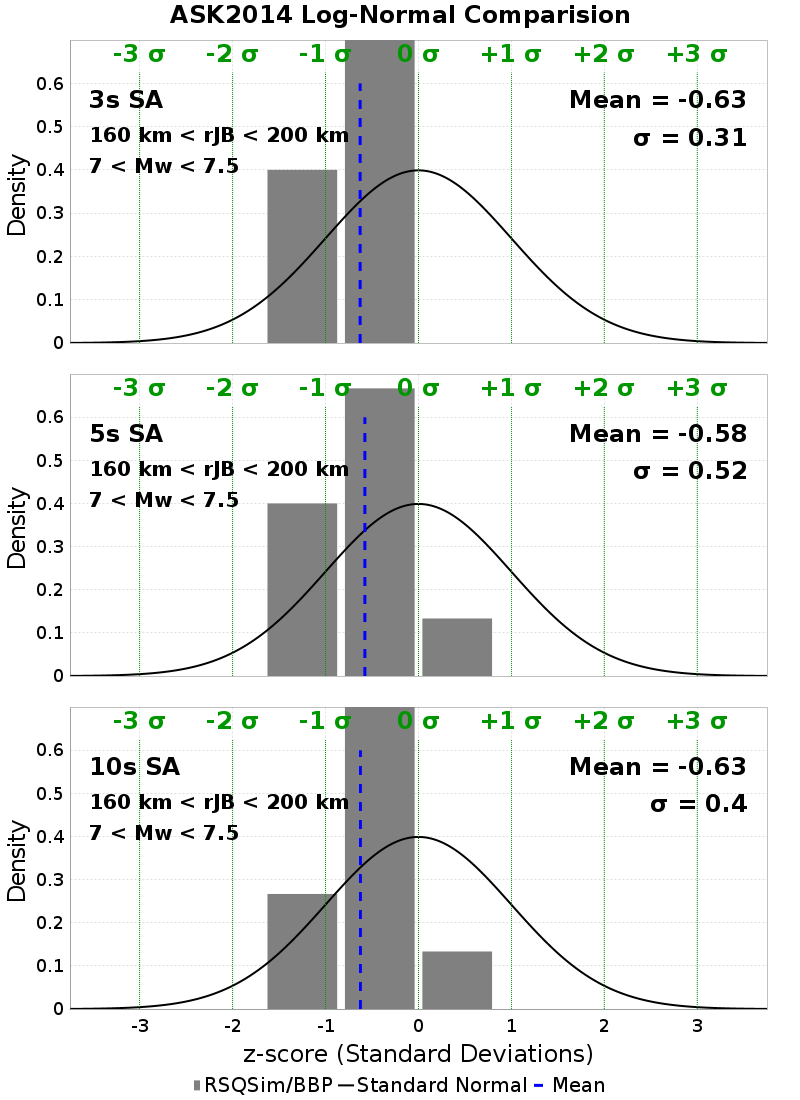 ASK2014 Log-Normal Comparision
-3 σ -2 σ -1 σ 0 σ +1 σ +2 σ +3 σ
0.6
3s SA
Mean = -0.63
0.5
160 km < rJB < 200 km
σ = 0.31
7 < Mw < 7.5
0.4
0.3
0.2
0.1
0
Density
-3 σ -2 σ -1 σ 0 σ +1 σ +2 σ +3 σ
0.6
5s SA
Mean = -0.58
0.5
160 km < rJB < 200 km
σ = 0.52
7 < Mw < 7.5
0.4
0.3
0.2
0.1
0
Density
-3 σ -2 σ -1 σ 0 σ +1 σ +2 σ +3 σ
0.6
10s SA
Mean = -0.63
0.5
160 km < rJB < 200 km
σ = 0.4
7 < Mw < 7.5
0.4
0.3
0.2
0.1
0
Density
-3 -2 -1 0 1 2 3
z-score (Standard Deviations)
RSQSim/BBP Standard Normal Mean